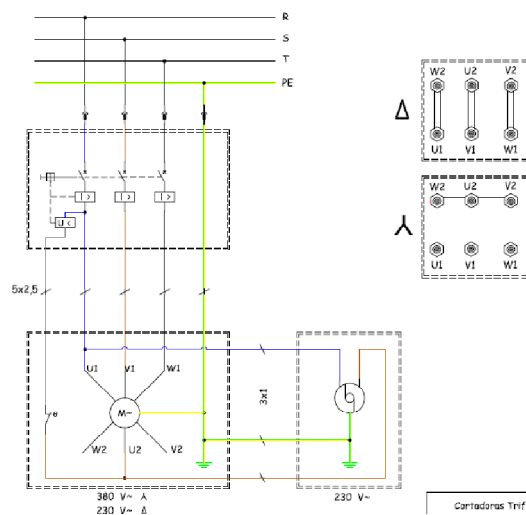 R
S
T
PE
I> I> I>
U<
5x2,5
U1 V1 W1
M~
θ
W2 U2 V2
3x1
380 V~ ⅄
230 V~ Δ
230 V~
Δ
W2 U2 V2
U1 V1 W1
⅄
W2 U2 V2
U1 V1 W1
Cortadoras Trif